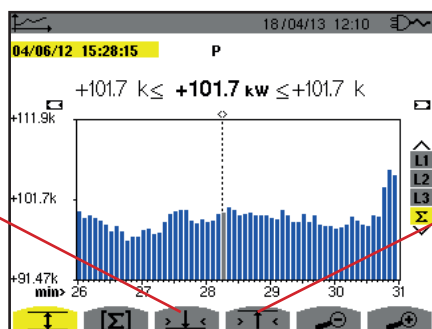 18/04/13 12:10
04/06/12 15:28:15 P
+101.7 k≤ +101.7 kW ≤+101.7 k
+111.9k
L1
L2
+101.7k
L3
Σ
+91.47k
min> 26 27 28 29 30 31
[Σ]